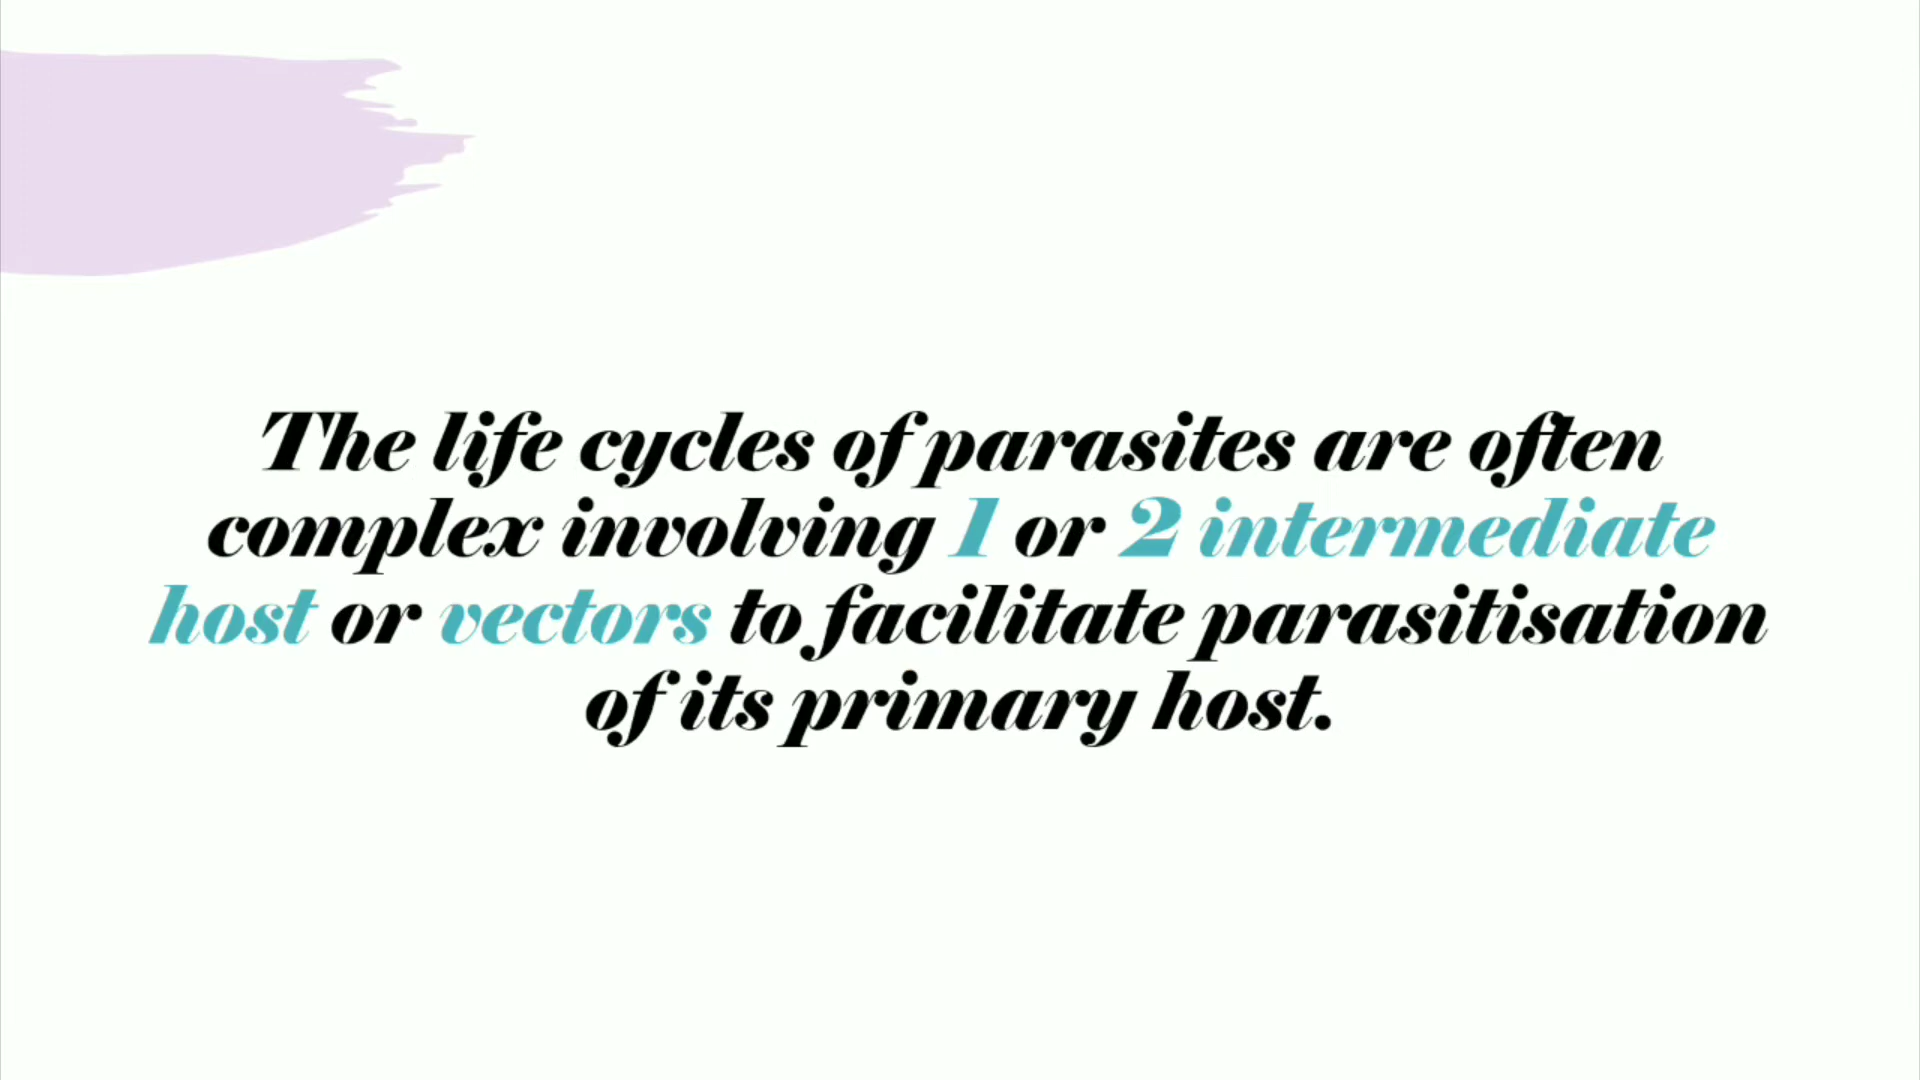 The life cycles of parasites are often
complex involving 1 or 2 intermediate
host or vectors to facilitate parasitisation
of its primary host.